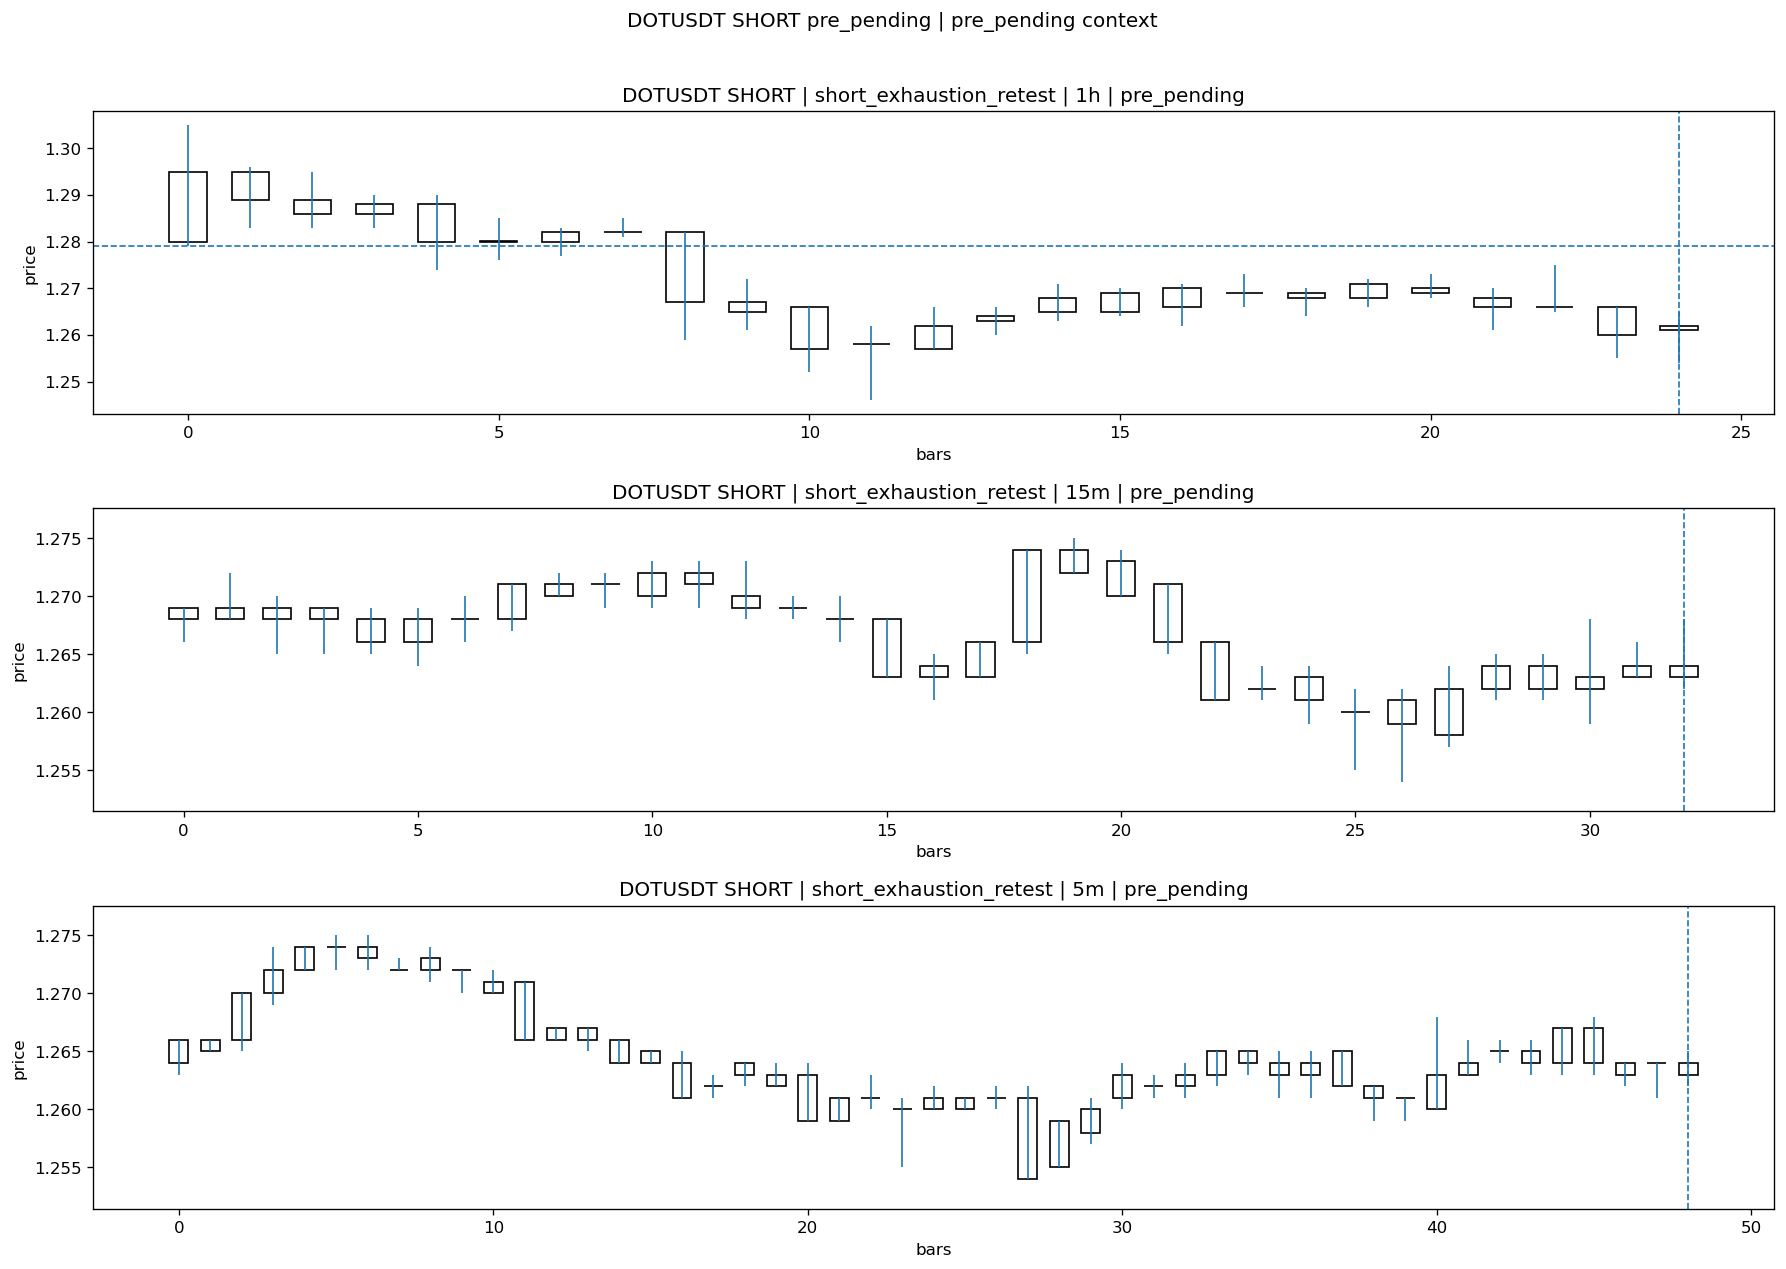 DOTUSDT SHORT pre_pending | pre_pending context
DOTUSDT SHORT | short_exhaustion_retest | 1h | pre_pending
1.30
1.29
1.28
1.27
1.26
1.25
price
0 5 10 15 20 25
bars
DOTUSDT SHORT | short_exhaustion_retest | 15m | pre_pending
1.275
1.270
1.265
1.260
1.255
price
0 5 10 15 20 25 30
bars
DOTUSDT SHORT | short_exhaustion_retest | 5m | pre_pending
1.275
1.270
1.265
1.260
1.255
price
0 10 20 30 40 50
bars